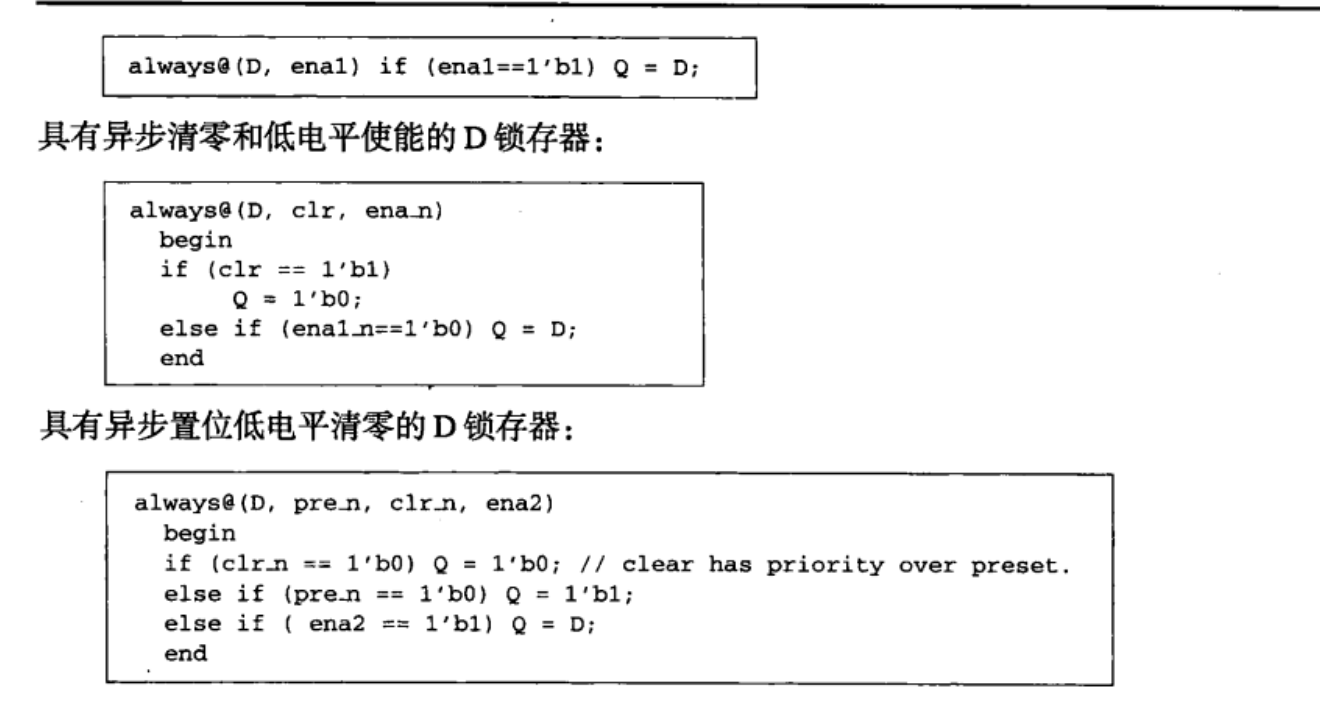 always@(D, ena1) if (ena1==1'b1) Q = D;
具有异步清零和低电平使能的 D 锁存器：
always@(D, clr, ena_n)
begin
if (clr == 1'b1)
Q = 1'b0;
else if (ena1_n==1'b0) Q = D;
end
具有异步置位低电平清零的 D 锁存器：
always@(D, pre_n, clr_n, ena2)
begin
if (clr_n == 1'b0) Q = 1'b0; // clear has priority over preset.
else if (pre_n == 1'b0) Q = 1'b1;
else if ( ena2 == 1'b1) Q = D;
end